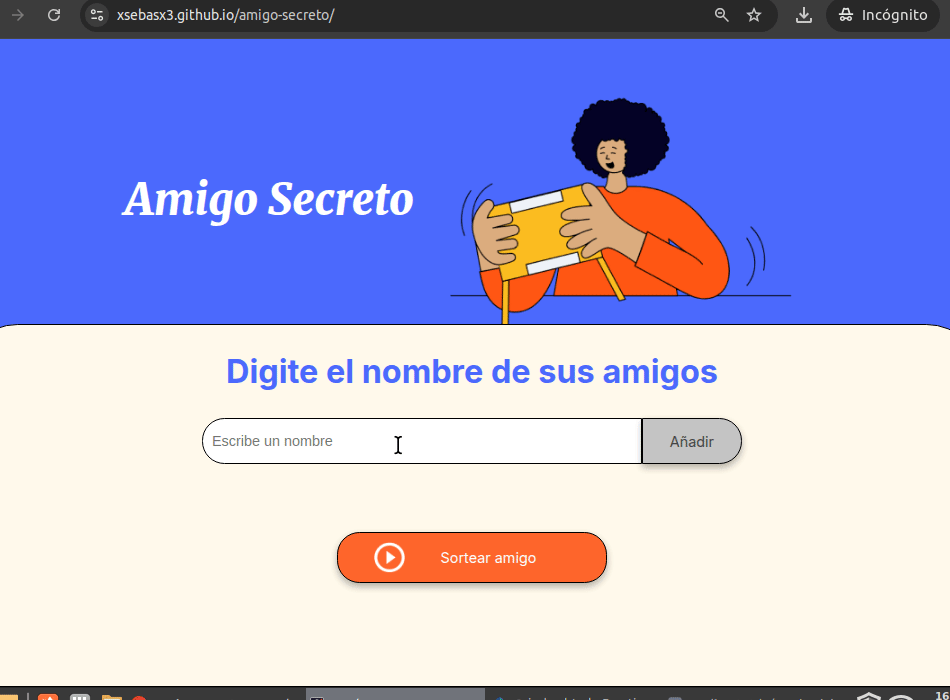 xsebasx3.github.io/amigo-secreto/
Incógnito
Amigo Secreto
Digite el nombre de sus amigos
Escribe un nombre
Añadir
Sortear amigo